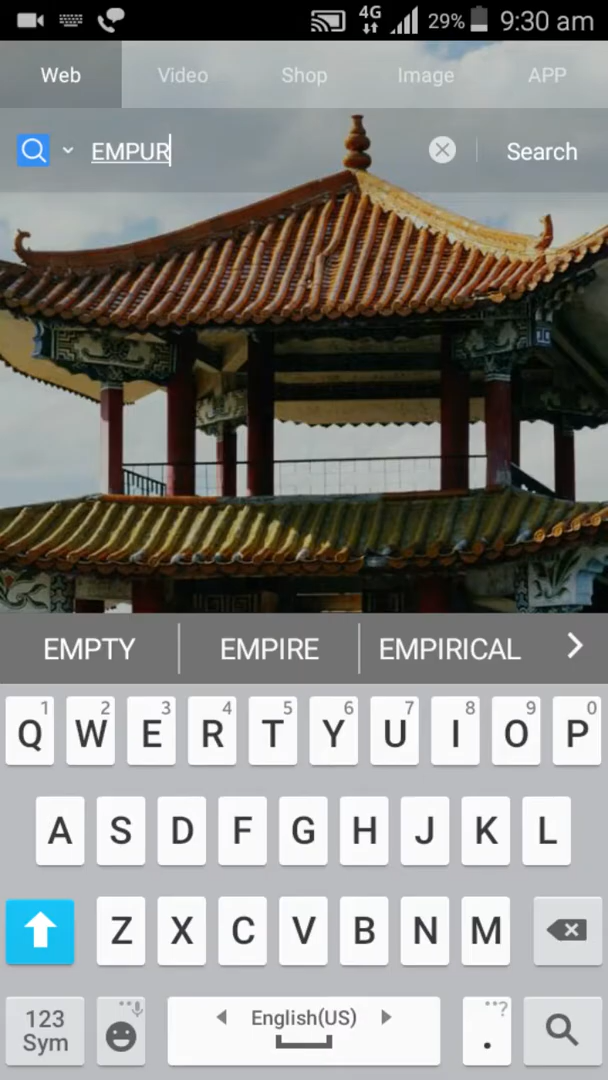 4G 29% 9:30 am
Web Video Shop Image APP
EMPUR Search
EMPTY EMPIRE EMPIRICAL
1 2 3 4 5 6 7 8 9 0
Q W E R T Y U I O P
A S D F G H J K L
Z X C V B N M
123 Sym English(US) . ?